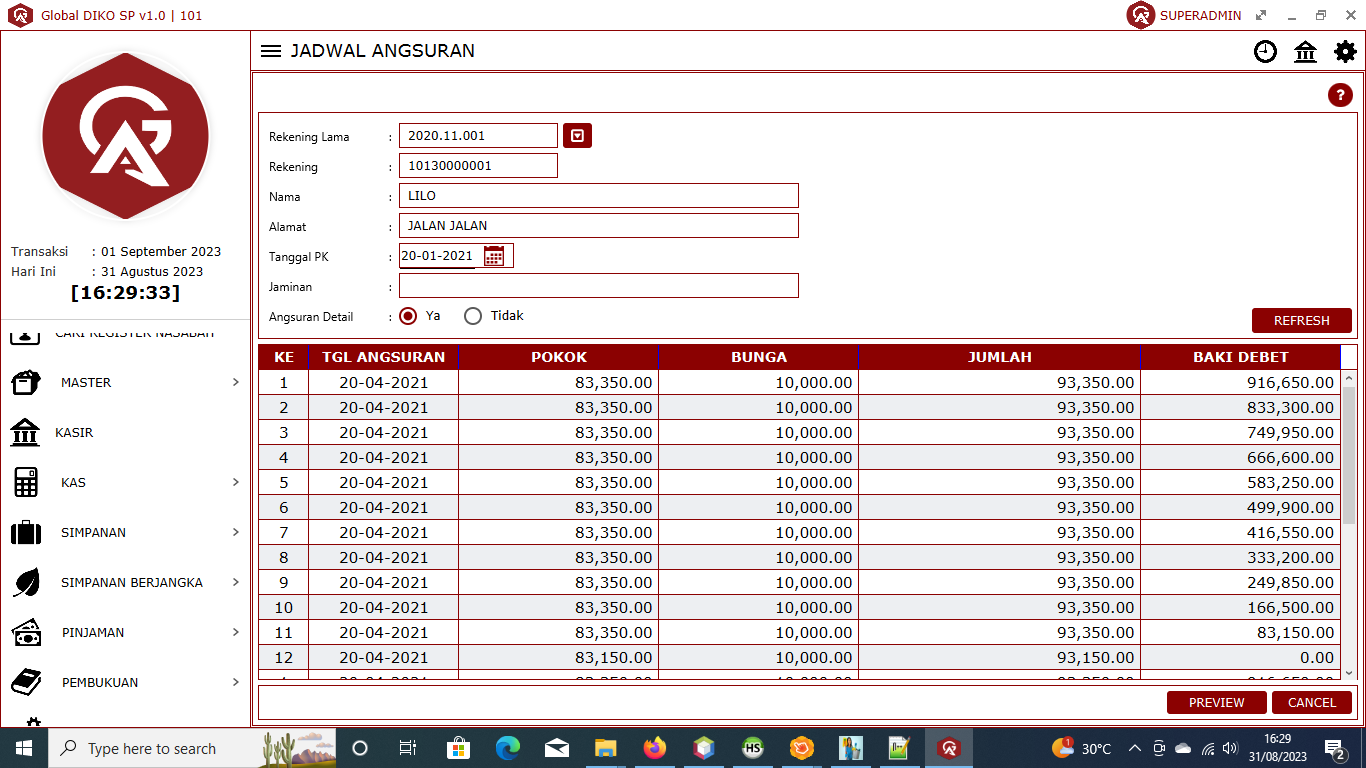 Global DIKO SP v1.0 | 101
SUPERADMIN
JADWAL ANGSURAN
Transaksi : 01 September 2023
Hari Ini : 31 Agustus 2023
[16:29:33]
CARI REGISTER NASABAH
MASTER
KASIR
KAS
SIMPANAN
SIMPANAN BERJANGKA
PINJAMAN
PEMBUKUAN
?
Rekening Lama : 2020.11.001
Rekening : 10130000001
Nama : LILO
Alamat : JALAN JALAN
Tanggal PK : 20-01-2021
Jaminan :
Angsuran Detail : Ya Tidak
REFRESH
KE TGL ANGSURAN POKOK BUNGA JUMLAH BAKI DEBET
1 20-04-2021 83,350.00 10,000.00 93,350.00 916,650.00
2 20-04-2021 83,350.00 10,000.00 93,350.00 833,300.00
3 20-04-2021 83,350.00 10,000.00 93,350.00 749,950.00
4 20-04-2021 83,350.00 10,000.00 93,350.00 666,600.00
5 20-04-2021 83,350.00 10,000.00 93,350.00 583,250.00
6 20-04-2021 83,350.00 10,000.00 93,350.00 499,900.00
7 20-04-2021 83,350.00 10,000.00 93,350.00 416,550.00
8 20-04-2021 83,350.00 10,000.00 93,350.00 333,200.00
9 20-04-2021 83,350.00 10,000.00 93,350.00 249,850.00
10 20-04-2021 83,350.00 10,000.00 93,350.00 166,500.00
11 20-04-2021 83,350.00 10,000.00 93,350.00 83,150.00
12 20-04-2021 83,150.00 10,000.00 93,150.00 0.00
PREVIEW CANCEL
Type here to search
HS
1
30°C
16:29
31/08/2023
2